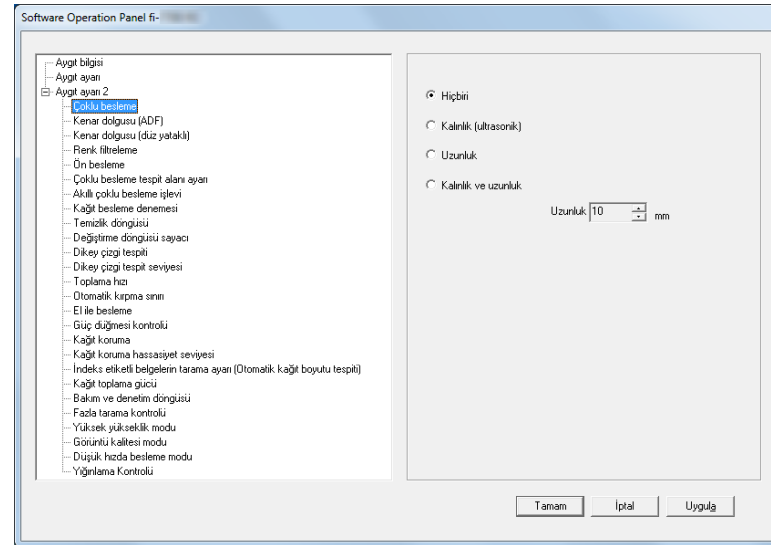 Software Operation Panel fi-
Aygıt bilgisi
Aygıt ayarı
Aygıt ayarı 2
Çoklu besleme
Kenar dolgusu (ADF)
Kenar dolgusu (düz yataklı)
Renk filtreleme
Ön besleme
Çoklu besleme tespit alanı ayarı
Akıllı çoklu besleme işlevi
Kağıt besleme denemesi
Temizlik döngüsü
Değiştirme döngüsü sayacı
Dikey çizgi tespiti
Dikey çizgi tespit seviyesi
Toplama hızı
Otomatik kırpma sınırı
El ile besleme
Güç düğmesi kontrolü
Kağıt koruma
Kağıt koruma hassasiyet seviyesi
İndeks etiketli belgelerin tarama ayarı (Otomatik kağıt boyutu tespiti)
Kağıt toplama gücü
Bakım ve denetim döngüsü
Fazla tarama kontrolü
Yüksek yükseklik modu
Görüntü kalitesi modu
Düşük hızda besleme modu
Yığınlama Kontrolü
Hiçbiri
Kalınlık (ultrasonik)
Uzunluk
Kalınlık ve uzunluk
Uzunluk 10 mm
Tamam İptal Uygula